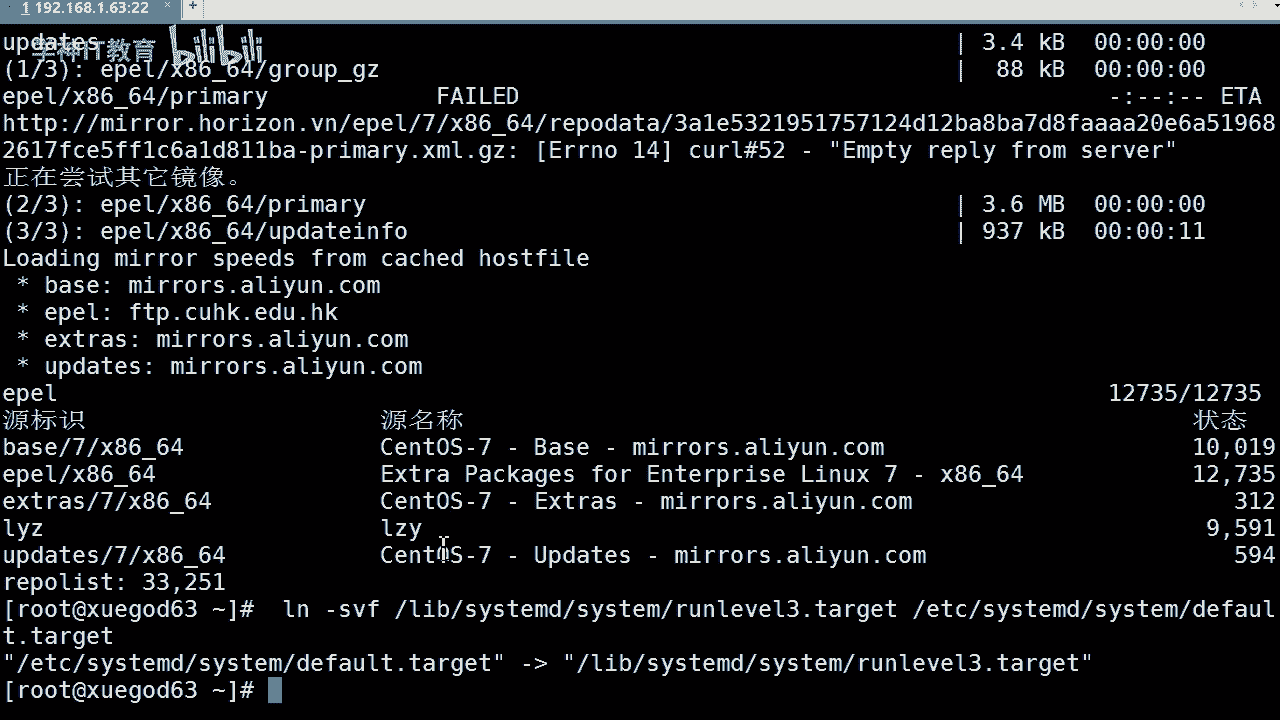 1 192.168.1.63:22 × +
updates | 3.4 kB 00:00:00
学神IT教育 bilibili
(1/3): epel/x86_64/group_gz | 88 kB 00:00:00
epel/x86_64/primary FAILED -:--:-- ETA
http://mirror.horizon.vn/epel/7/x86_64/repodata/3a1e5321951757124d12ba8ba7d8faaaa20e6a51968
2617fce5ff1c6a1d811ba-primary.xml.gz: [Errno 14] curl#52 - "Empty reply from server"
正在尝试其它镜像。
(2/3): epel/x86_64/primary | 3.6 MB 00:00:00
(3/3): epel/x86_64/updateinfo | 937 kB 00:00:11
Loading mirror speeds from cached hostfile
* base: mirrors.aliyun.com
* epel: ftp.cuhk.edu.hk
* extras: mirrors.aliyun.com
* updates: mirrors.aliyun.com
epel 12735/12735
源标识 源名称 状态
base/7/x86_64 CentOS-7 - Base - mirrors.aliyun.com 10,019
epel/x86_64 Extra Packages for Enterprise Linux 7 - x86_64 12,735
extras/7/x86_64 CentOS-7 - Extras - mirrors.aliyun.com 312
lyz lzy 9,591
updates/7/x86_64 CentOS-7 - Updates - mirrors.aliyun.com 594
repolist: 33,251
[root@xuegod63 ~]# ln -svf /lib/systemd/system/runlevel3.target /etc/systemd/system/defaul
t.target
"/etc/systemd/system/default.target" -> "/lib/systemd/system/runlevel3.target"
[root@xuegod63 ~]#